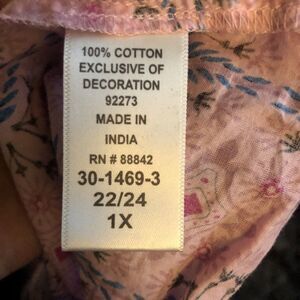 100% COTTON
EXCLUSIVE OF
DECORATION
92273
MADE IN
INDIA
RN # 88842
30-1469-3
22/24
1X